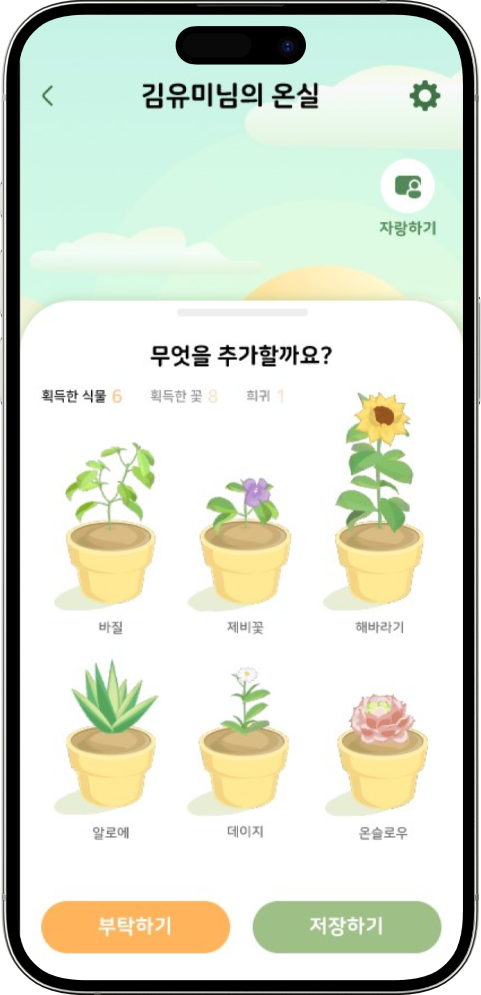 김유미님의 온실
자랑하기
무엇을 추가할까요?
획득한 식물 6 획득한 꽃 8 희귀 1
바질 제비꽃 해바라기
알로에 데이지 온슬로우
부탁하기 저장하기